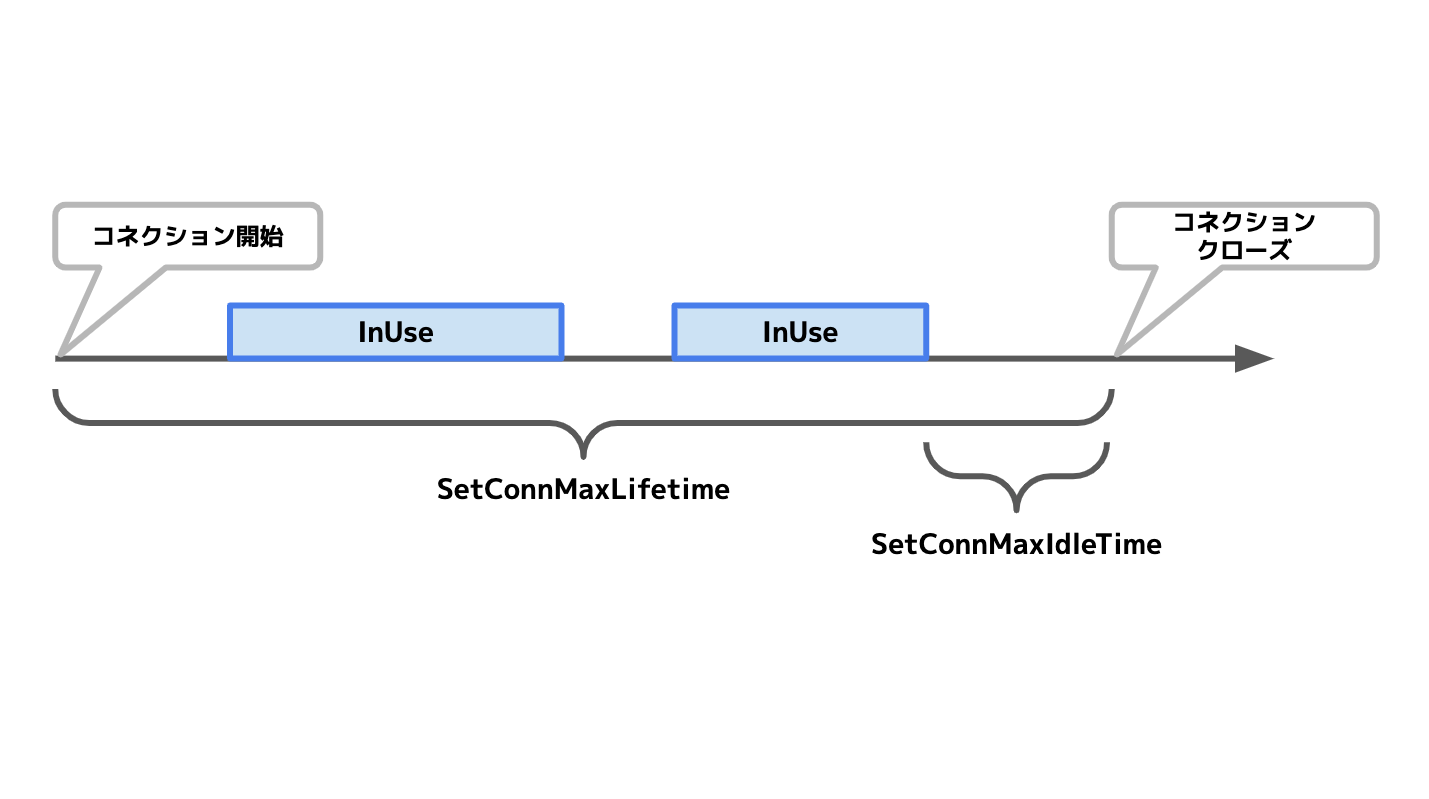 コネクション開始
コネクション
クローズ
InUse
InUse
SetConnMaxLifetime
SetConnMaxIdleTime